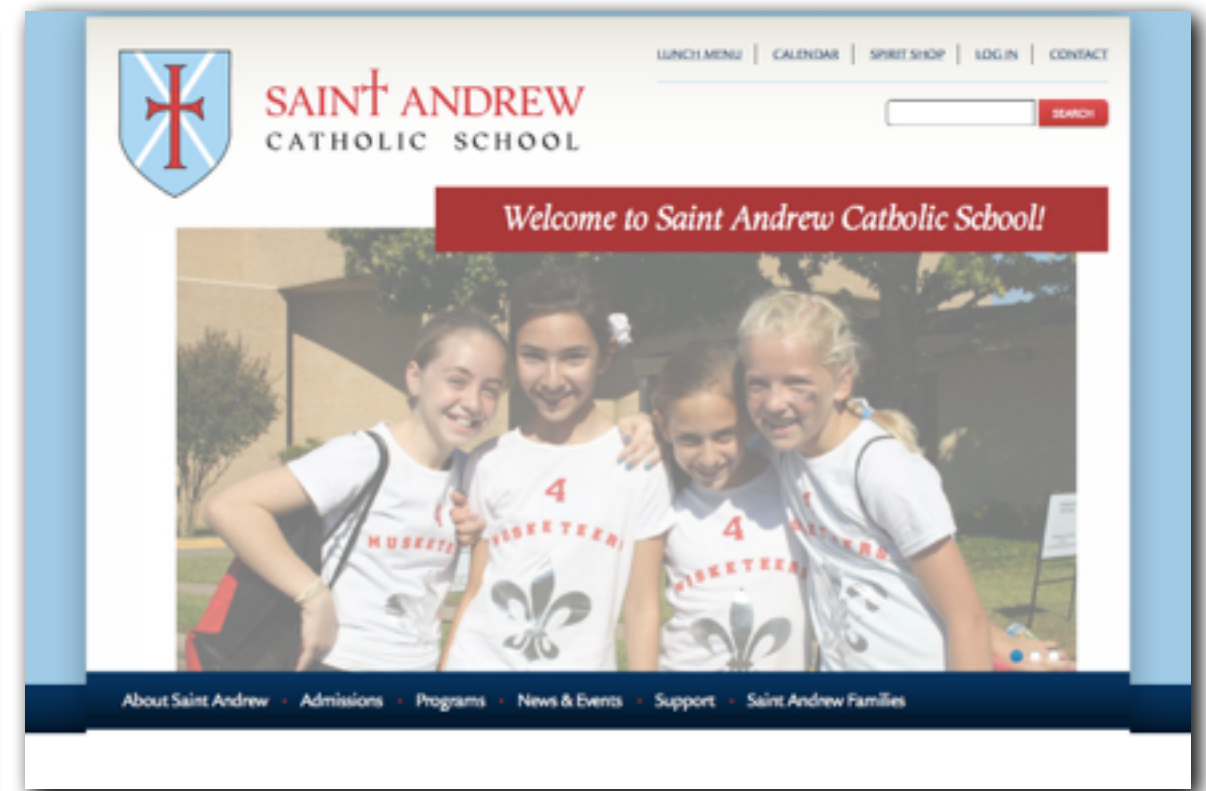 LUNCH MENU | CALENDAR | SPIRIT SHOP | LOG IN | CONTACT
SAINT ANDREW
CATHOLIC SCHOOL
SEARCH
Welcome to Saint Andrew Catholic School!
4
4
MUSKETEERS
MUSKETEERS
About Saint Andrew • Admissions • Programs • News & Events • Support • Saint Andrew Families